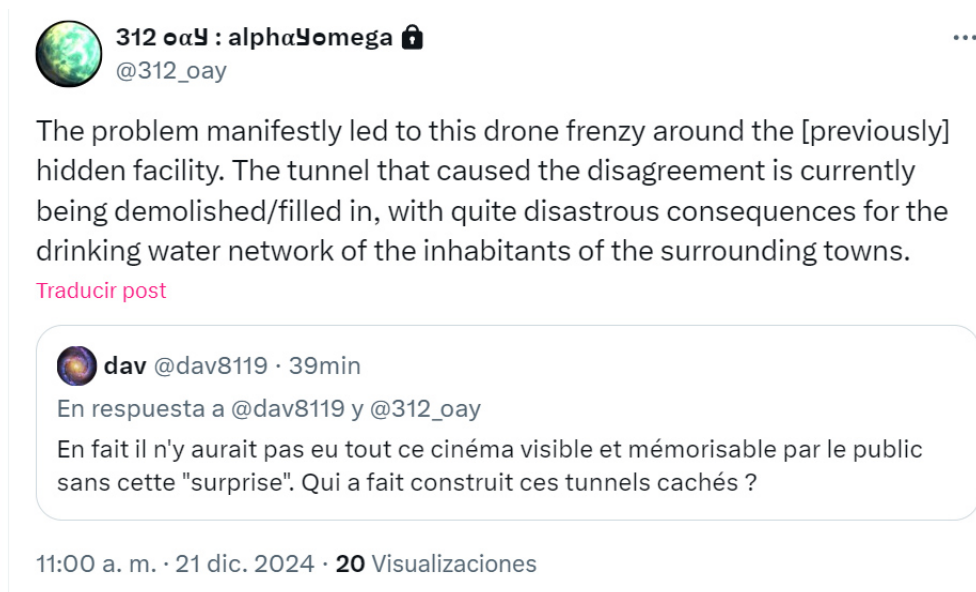 312 oαY : alphαYomega
@312_oay
The problem manifestly led to this drone frenzy around the [previously]
hidden facility. The tunnel that caused the disagreement is currently
being demolished/filled in, with quite disastrous consequences for the
drinking water network of the inhabitants of the surrounding towns.
Traducir post
dav @dav8119 · 39min
En respuesta a @dav8119 y @312_oay
En fait il n'y aurait pas eu tout ce cinéma visible et mémorisable par le public
sans cette "surprise". Qui a fait construit ces tunnels cachés ?
11:00 a. m. · 21 dic. 2024 · 20 Visualizaciones